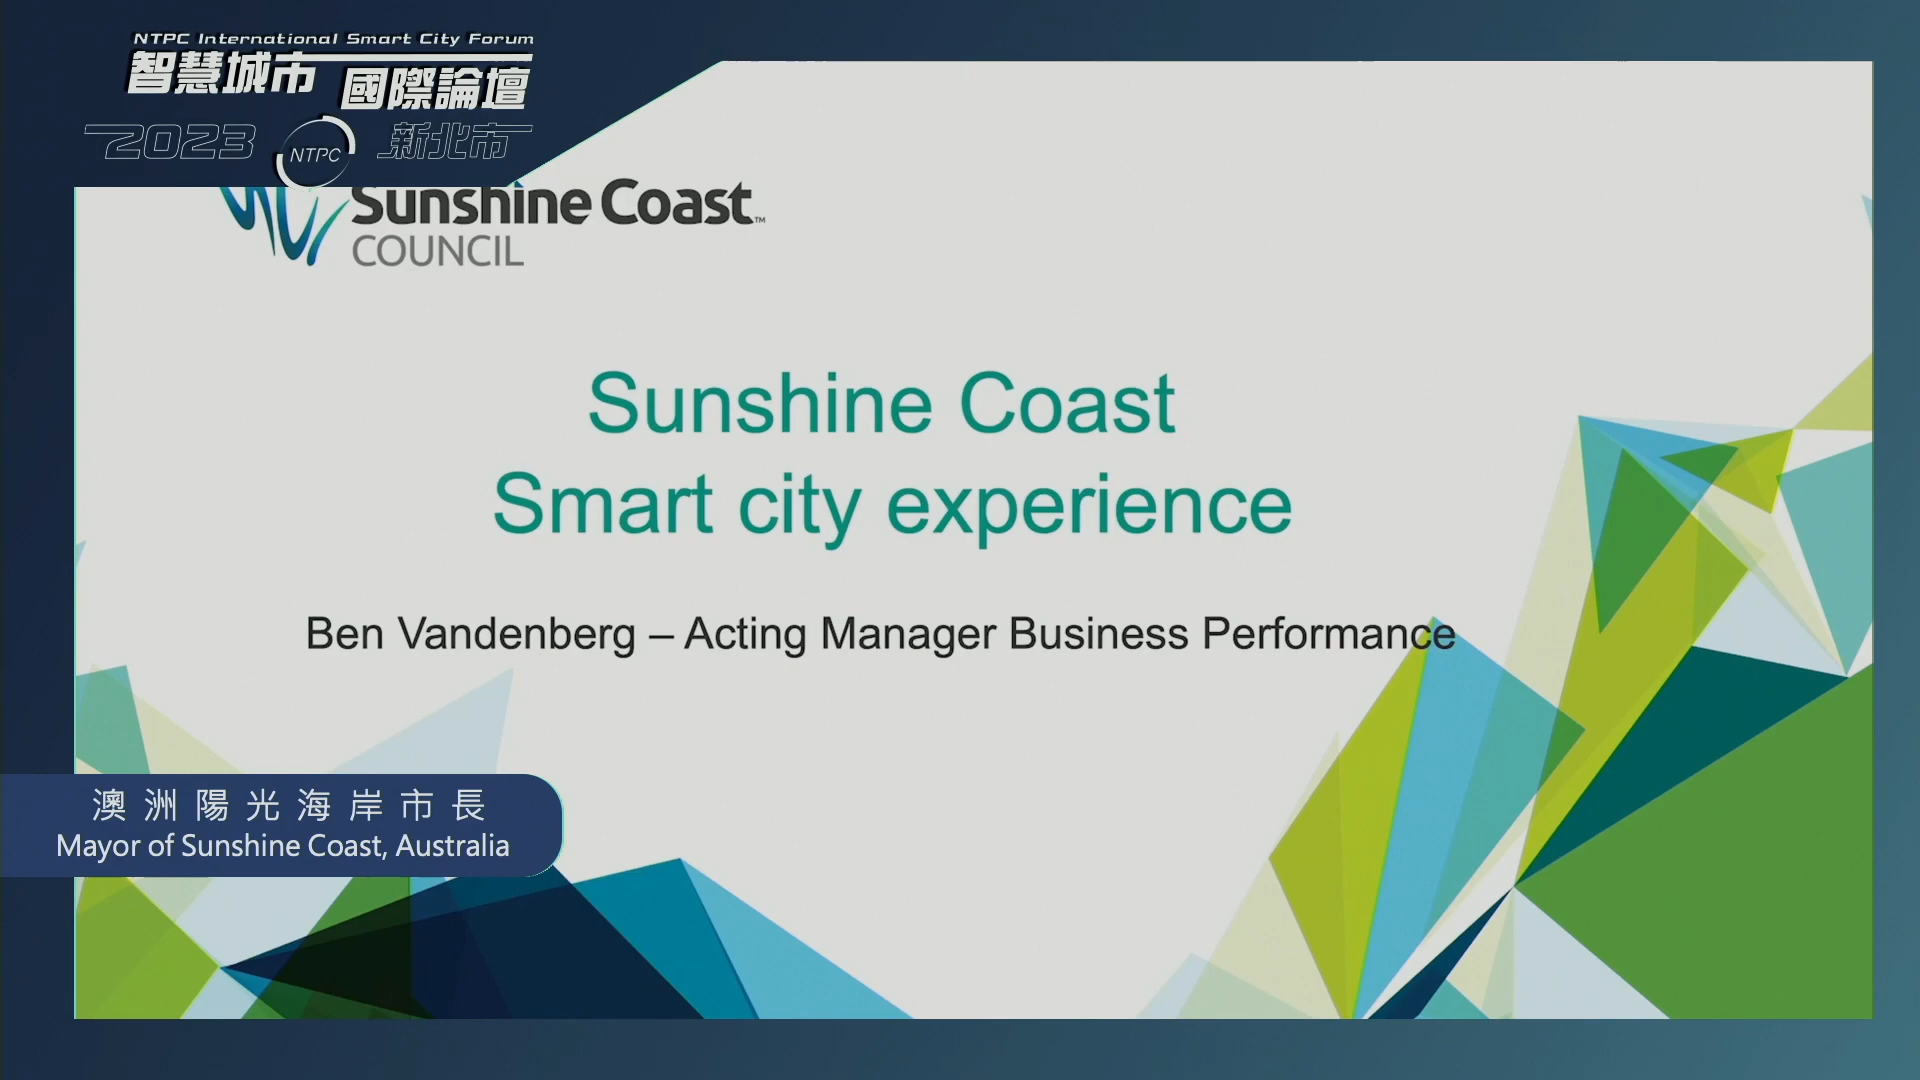 NTPC International Smart City Forum
智慧城市
國際論壇
2023 NTPC 新北市
Sunshine Coast™
COUNCIL
Sunshine Coast
Smart city experience
Ben Vandenberg – Acting Manager Business Performance
澳洲陽光海岸市長
Mayor of Sunshine Coast, Australia